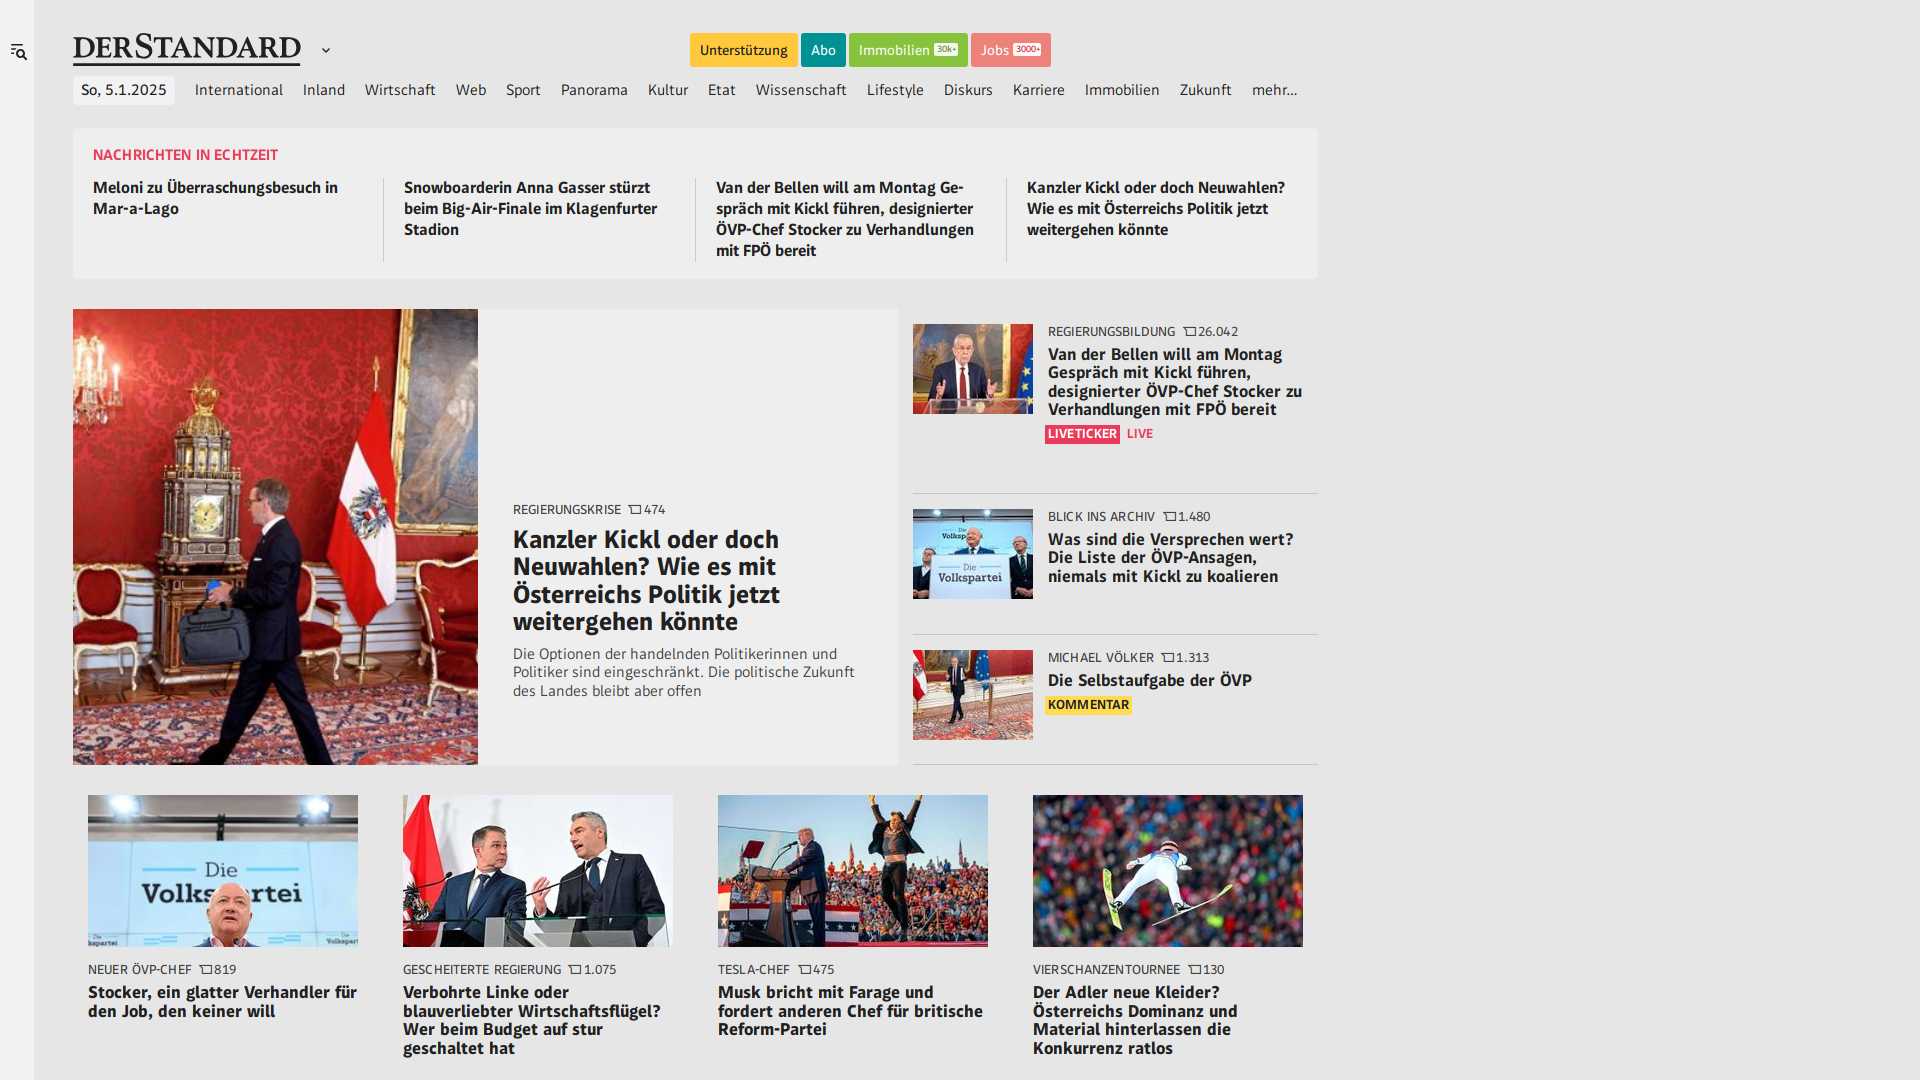 DERSTANDARD
Unterstützung
Abo
Immobilien 30k+
Jobs 3000+
So, 5.1.2025
International
Inland
Wirtschaft
Web
Sport
Panorama
Kultur
Etat
Wissenschaft
Lifestyle
Diskurs
Karriere
Immobilien
Zukunft
mehr...
NACHRICHTEN IN ECHTZEIT
Meloni zu Überraschungsbesuch in
Mar-a-Lago
Snowboarderin Anna Gasser stürzt
beim Big-Air-Finale im Klagenfurter
Stadion
Van der Bellen will am Montag Ge-
spräch mit Kickl führen, designierter
ÖVP-Chef Stocker zu Verhandlungen
mit FPÖ bereit
Kanzler Kickl oder doch Neuwahlen?
Wie es mit Österreichs Politik jetzt
weitergehen könnte
REGIERUNGSKRISE 474
Kanzler Kickl oder doch
Neuwahlen? Wie es mit
Österreichs Politik jetzt
weitergehen könnte
Die Optionen der handelnden Politikerinnen und
Politiker sind eingeschränkt. Die politische Zukunft
des Landes bleibt aber offen
REGIERUNGSBILDUNG 26.042
Van der Bellen will am Montag
Gespräch mit Kickl führen,
designierter ÖVP-Chef Stocker zu
Verhandlungen mit FPÖ bereit
LIVETICKER LIVE
Die
Volkspartei
BLICK INS ARCHIV 1.480
Was sind die Versprechen wert?
Die Liste der ÖVP-Ansagen,
niemals mit Kickl zu koalieren
MICHAEL VÖLKER 1.313
Die Selbstaufgabe der ÖVP
KOMMENTAR
Die
Volkspartei
NEUER ÖVP-CHEF 819
Stocker, ein glatter Verhandler für
den Job, den keiner will
GESCHEITERTE REGIERUNG 1.075
Verbohrte Linke oder
blauverliebter Wirtschaftsflügel?
Wer beim Budget auf stur
geschaltet hat
TESLA-CHEF 475
Musk bricht mit Farage und
fordert anderen Chef für britische
Reform-Partei
VIERSCHANZENTOURNEE 130
Der Adler neue Kleider?
Österreichs Dominanz und
Material hinterlassen die
Konkurrenz ratlos